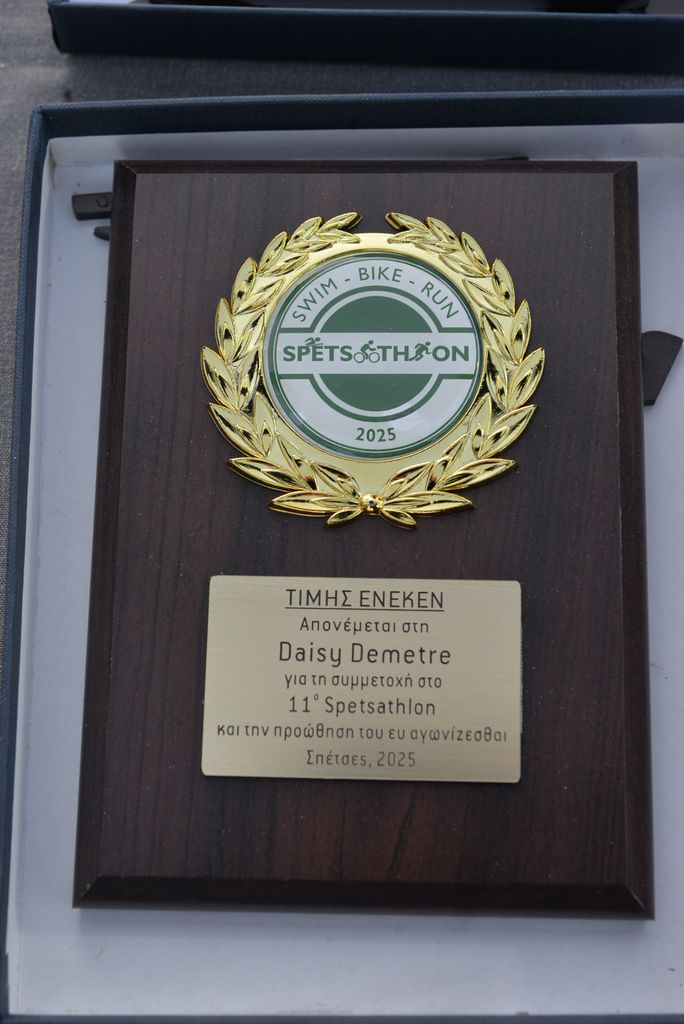 SWIM - BIKE - RUN
SPETSATHLON
2025
ΤΙΜΗΣ ΕΝΕΚΕΝ
Απονέμεται στη
Daisy Demetre
για τη συμμετοχή στο
11° Spetsathlon
και την προώθηση του ευ αγωνίζεσθαι
Σπέτσες, 2025